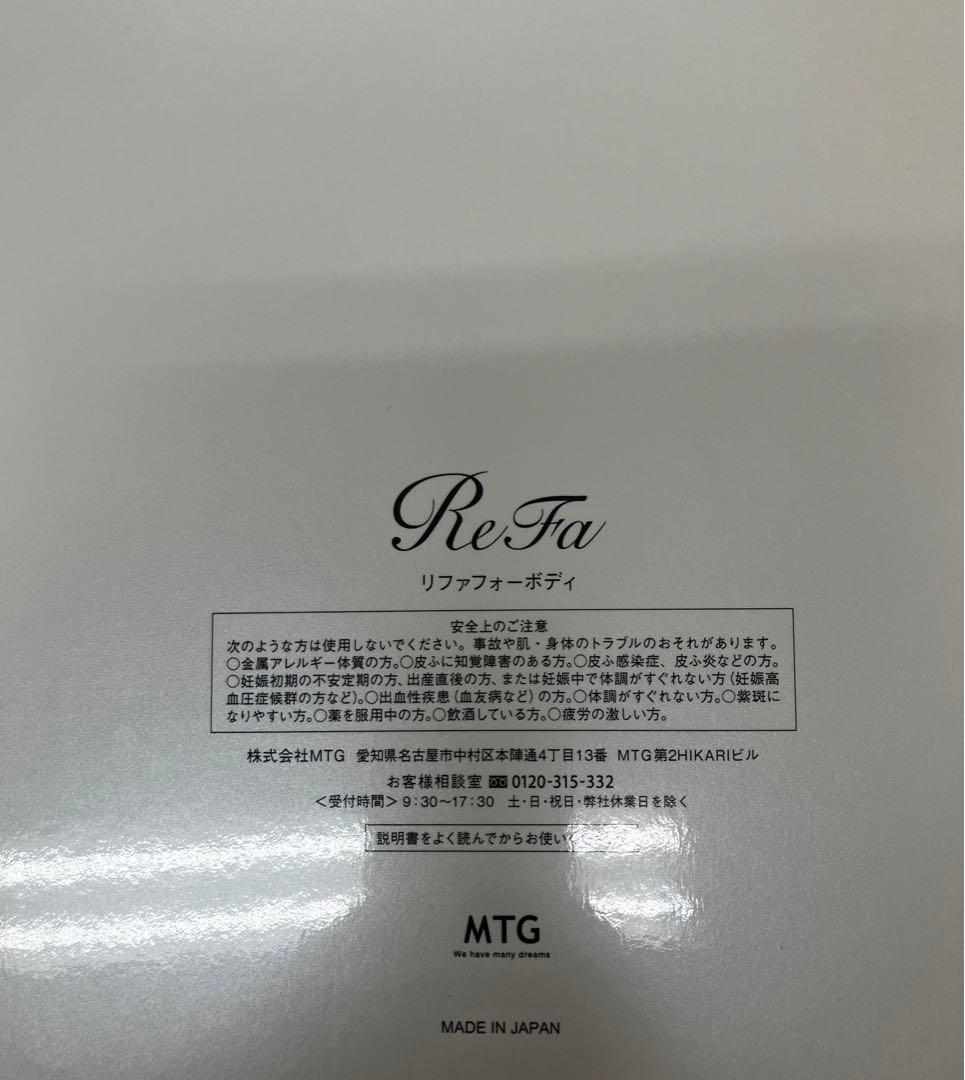 ReFa
リファフォーボディ
安全上のご注意
次のような方は使用しないでください。事故や肌・身体のトラブルのおそれがあります。
○金属アレルギー体質の方。○皮ふに知覚障害のある方。○皮ふ感染症、皮ふ炎などの方。
○妊娠初期の不安定期の方、出産直後の方、または妊娠中で体調がすぐれない方(妊娠高
血圧症候群の方など)。○出血性疾患(血友病など)の方。○体調がすぐれない方。○紫斑に
なりやすい方。○薬を服用中の方。○飲酒している方。○疲労の激しい方。
株式会社MTG 愛知県名古屋市中村区本陣通4丁目13番 MTG第2HIKARIビル
お客様相談室 0120-315-332
<受付時間>9:30〜17:30 土・日・祝日・弊社休業日を除く
説明書をよく読んでからお使い
MTG
We have many dreams
MADE IN JAPAN